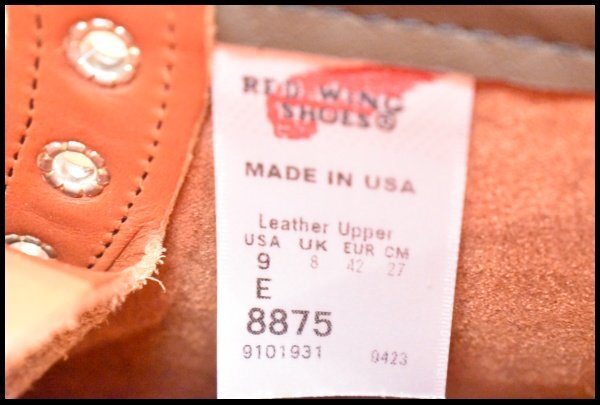 RED WING
SHOES®
MADE IN USA
Leather Upper
USA UK EUR CM
9 8 42 27
E
8875
9101931 0423